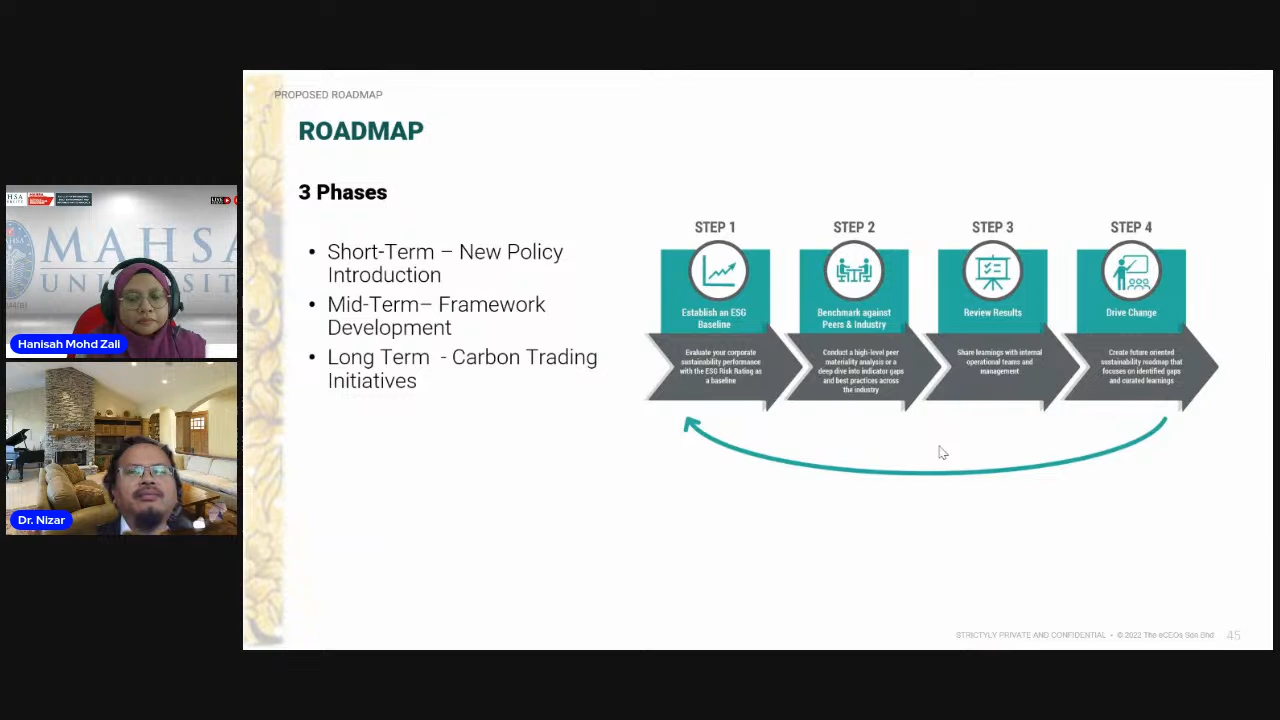 PROPOSED ROADMAP
ROADMAP
3 Phases
• Short-Term – New Policy
Introduction
• Mid-Term– Framework
Development
• Long Term - Carbon Trading
Initiatives
STEP 1
Establish an ESG
Baseline
Evaluate your corporate
sustainability performance
with the ESG Risk Rating as
a baseline
STEP 2
Benchmark against
Peers & Industry
Conduct a high-level peer
materiality analysis or a
deep dive into indicator gaps
and best practices across
the industry
STEP 3
Review Results
Share learnings with internal
operational teams and
management
STEP 4
Drive Change
Create future oriented
sustainability roadmap that
focuses on identified gaps
and curated learnings
STRICTYLY PRIVATE AND CONFIDENTIAL • © 2022 The eCEOs Sdn Bhd 45
MAHSA
UNIVERSITY
Hanisah Mohd Zali
Dr. Nizar